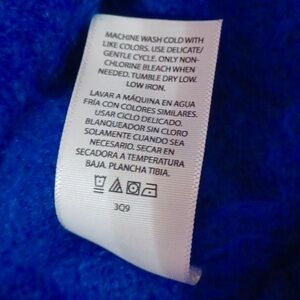 MACHINE WASH COLD WITH
LIKE COLORS. USE DELICATE/
GENTLE CYCLE. ONLY NON-
CHLORINE BLEACH WHEN
NEEDED. TUMBLE DRY LOW.
LOW IRON.
LAVAR A MÁQUINA EN AGUA
FRÍA CON COLORES SIMILARES.
USAR CICLO DELICADO.
BLANQUEADOR SIN CLORO
SOLAMENTE CUANDO SEA
NECESARIO. SECAR EN
SECADORA A TEMPERATURA
BAJA. PLANCHA TIBIA.
3Q9